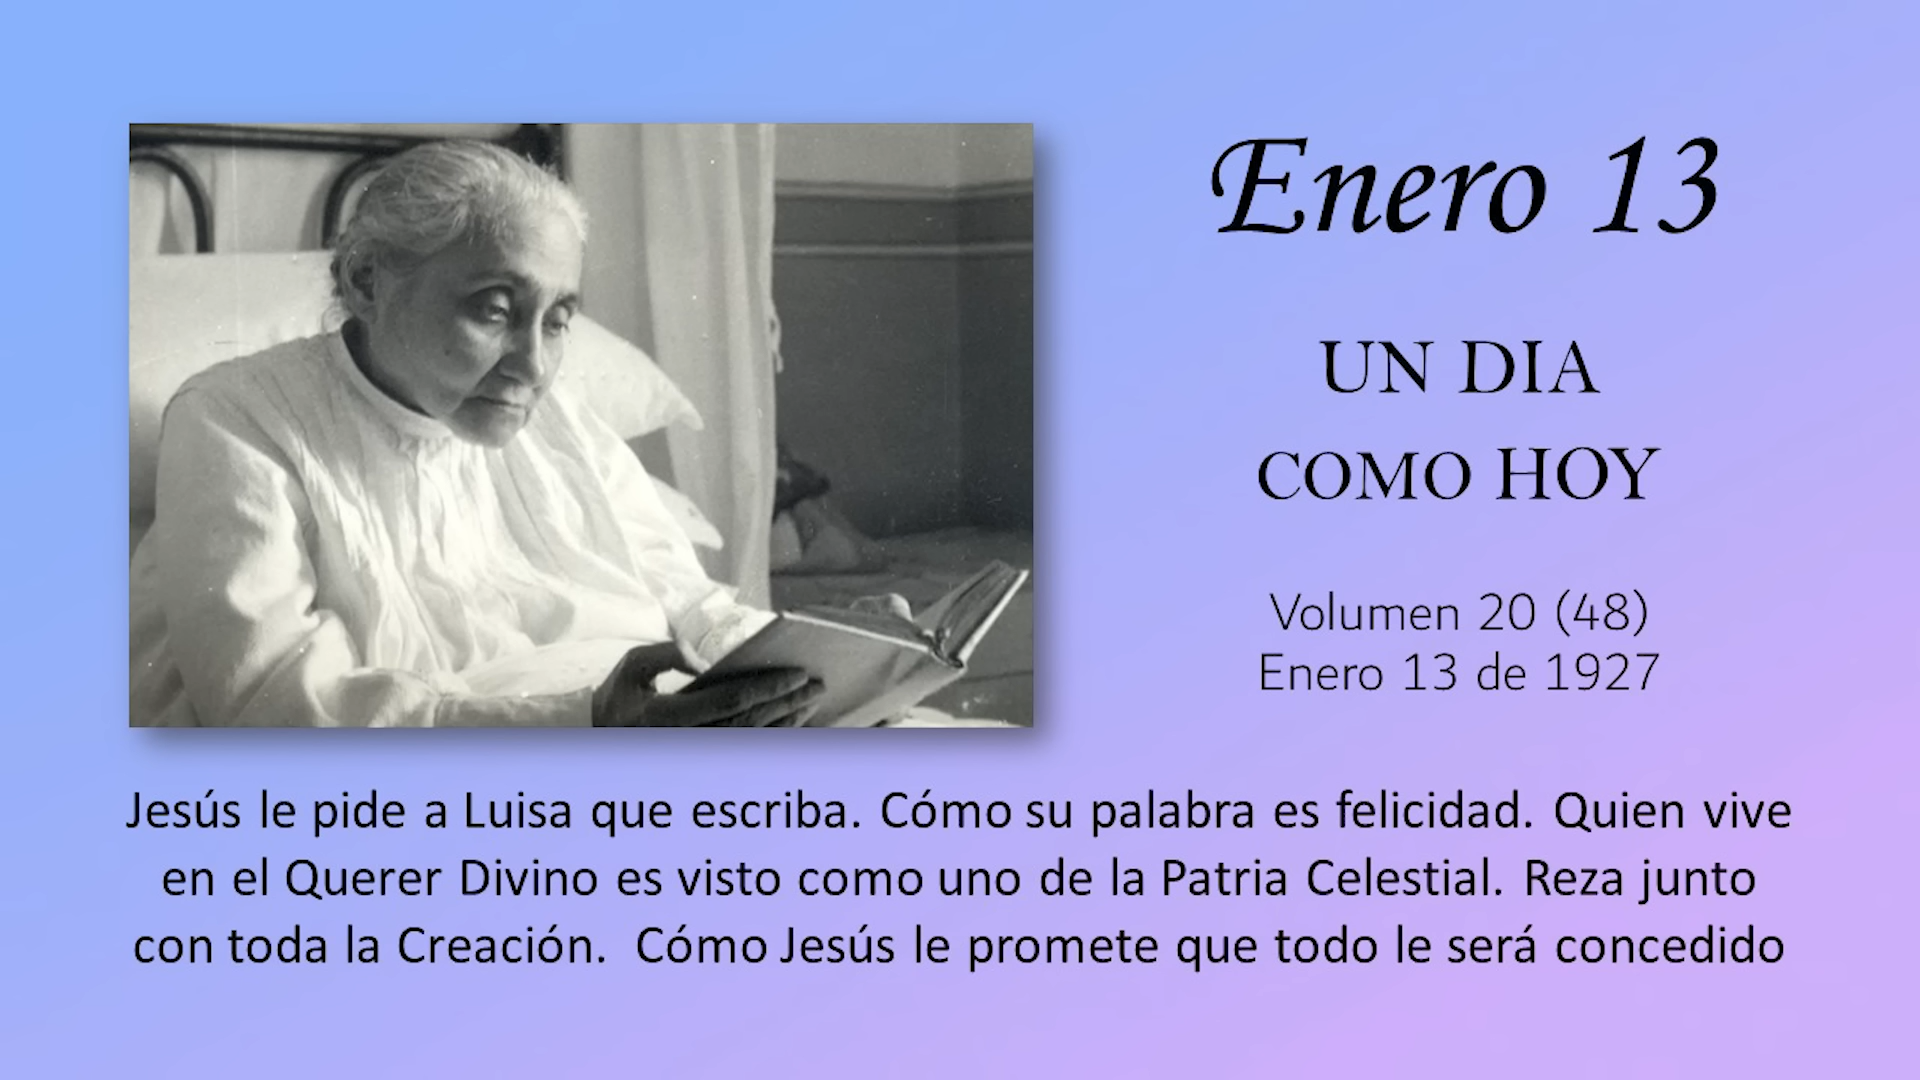 Enero 13
UN DIA
COMO HOY
Volumen 20 (48)
Enero 13 de 1927
Jesús le pide a Luisa que escriba. Cómo su palabra es felicidad. Quien vive
en el Querer Divino es visto como uno de la Patria Celestial. Reza junto
con toda la Creación.  Cómo Jesús le promete que todo le será concedido